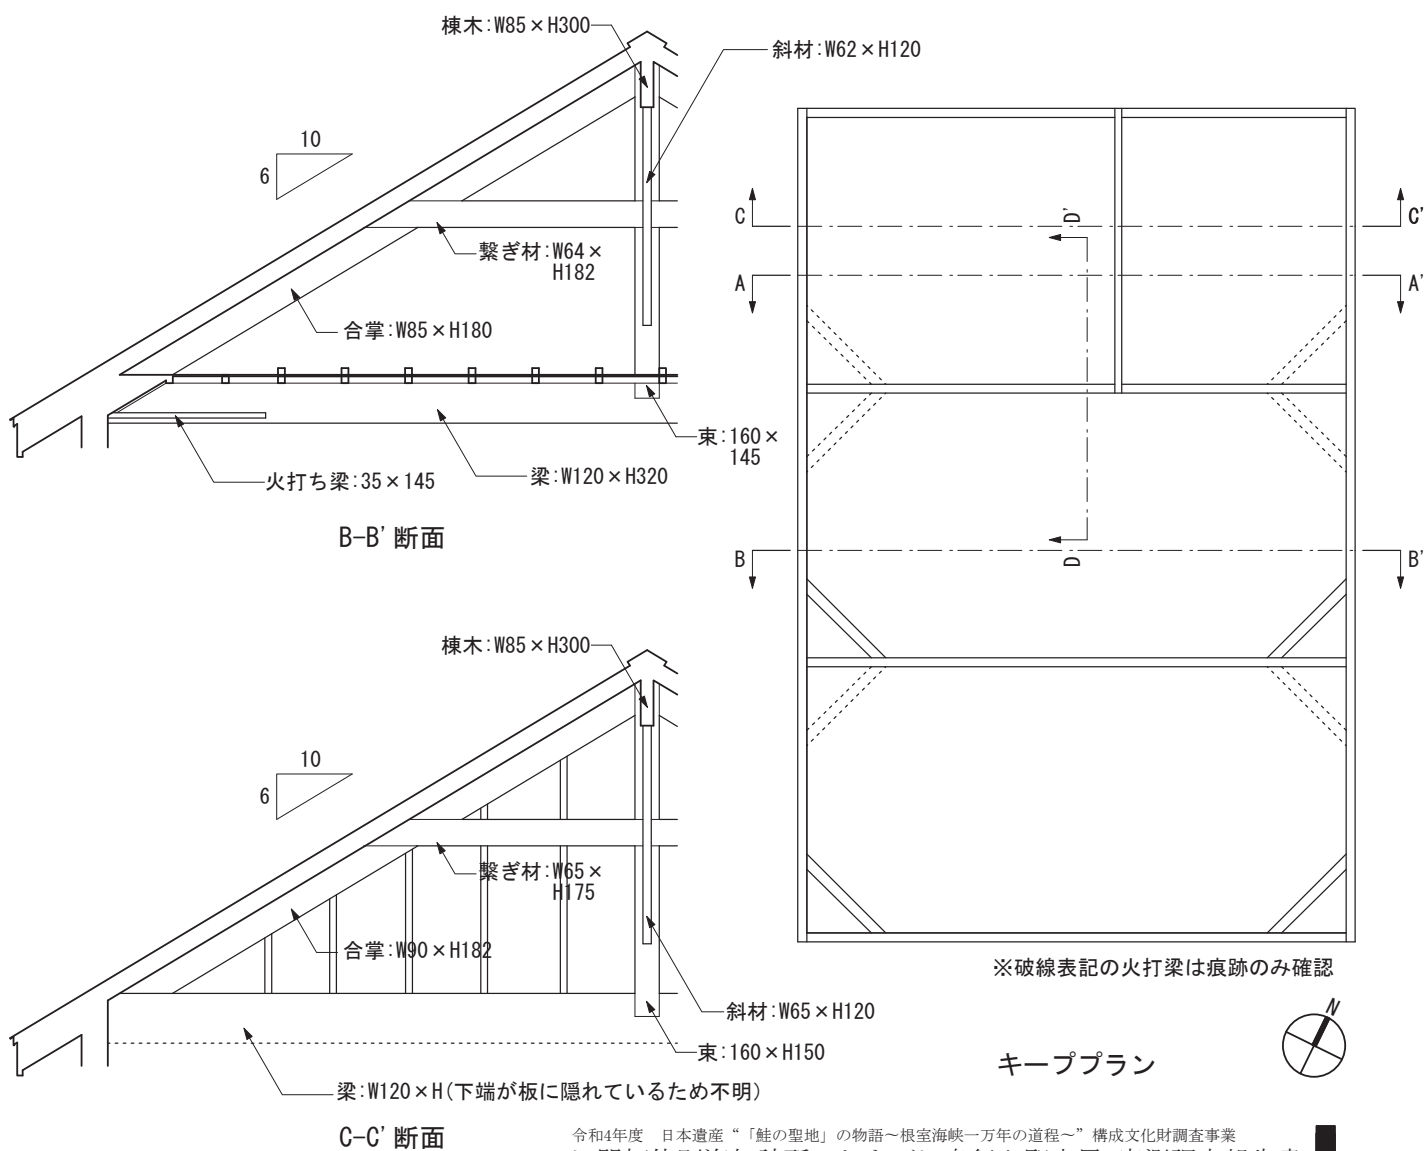 棟木:W85×H300
斜材:W62×H120
10
6
繋ぎ材:W64×
H182
合掌:W85×H180
束:160×
145
火打ち梁:35×145
梁:W120×H320
B-B' 断面
棟木:W85×H300
10
6
繋ぎ材:W65×
H175
合掌:W90×H182
斜材:W65×H120
束:160×H150
梁:W120×H(下端が板に隠れているため不明)
C-C' 断面
C
C'
D'
A
A'
B
B'
D
※破線表記の火打梁は痕跡のみ確認
N
キーププラン
令和4年度 日本遺産“「鮭の聖地」の物語〜根室海峡一万年の道程〜”構成文化財調査事業